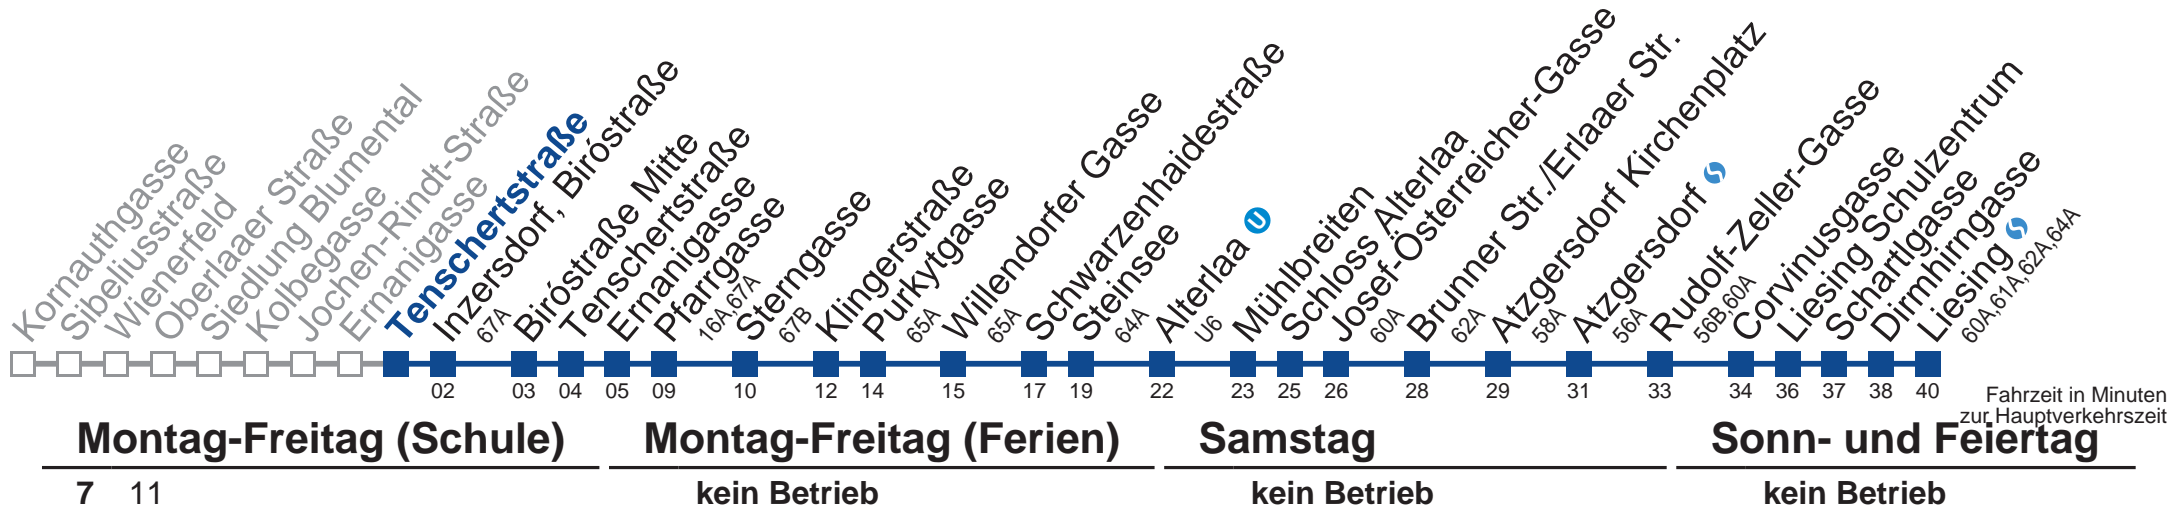 Kornauthgasse
Sibeliusstraße
Wienerfeld
Oberlaaer Straße
Siedlung Blumental
Kolbegasse
Jochen-Rindt-Straße
Ernanigasse
Tenschertstraße
Inzersdorf, Biróstraße
67A
Biróstraße Mitte
Tenschertstraße
Ernanigasse
Pfarrgasse
16A,67A
Sterngasse
67B
Klingerstraße
Purkytgasse
65A
Willendorfer Gasse
65A
Schwarzenhaidestraße
Steinsee
64A
Alterlaa U
U6
Mühlbreiten
Schloss Alterlaa
Josef-Österreicher-Gasse
60A
Brunner Str./Erlaaer Str.
62A
Atzgersdorf Kirchenplatz
58A
Atzgersdorf
56A
Rudolf-Zeller-Gasse
56B,60A
Corvinusgasse
Liesing Schulzentrum
Schartlgasse
Dirmhirngasse
Liesing
60A,61A,62A,64A
02 03 04 05 09 10 12 14 15 17 19 22 23 25 26 28 29 31 33 34 36 37 38 40
Fahrzeit in Minuten
zur Hauptverkehrszeit
Montag-Freitag (Schule) Montag-Freitag (Ferien) Samstag Sonn- und Feiertag
7 11 kein Betrieb kein Betrieb kein Betrieb